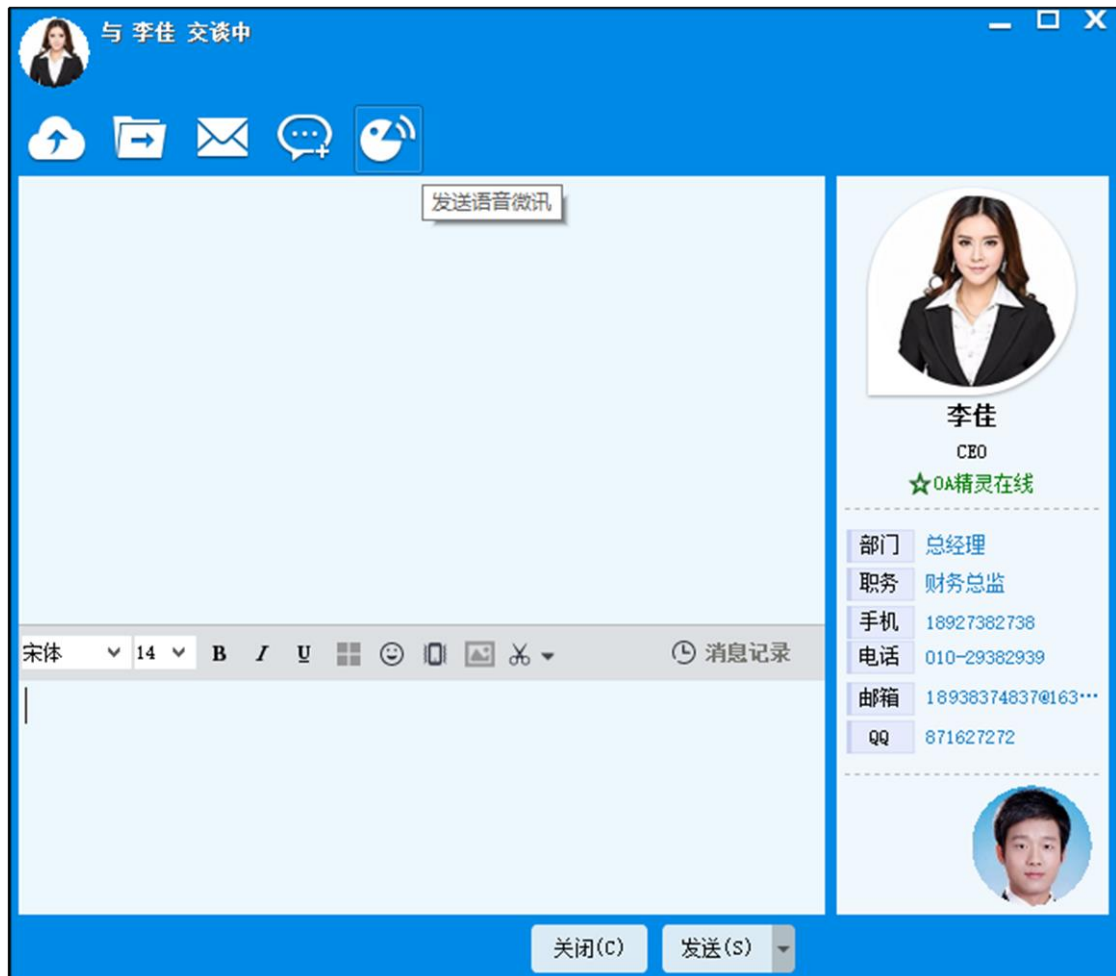 与 李佳 交谈中
发送语音微讯
李佳
CEO
☆OA精灵在线
部门 总经理
职务 财务总监
手机 18927382738
电话 010-29382939
邮箱 18938374837@163…
QQ 871627272
宋体 14 B I U 消息记录
关闭(C) 发送(S)